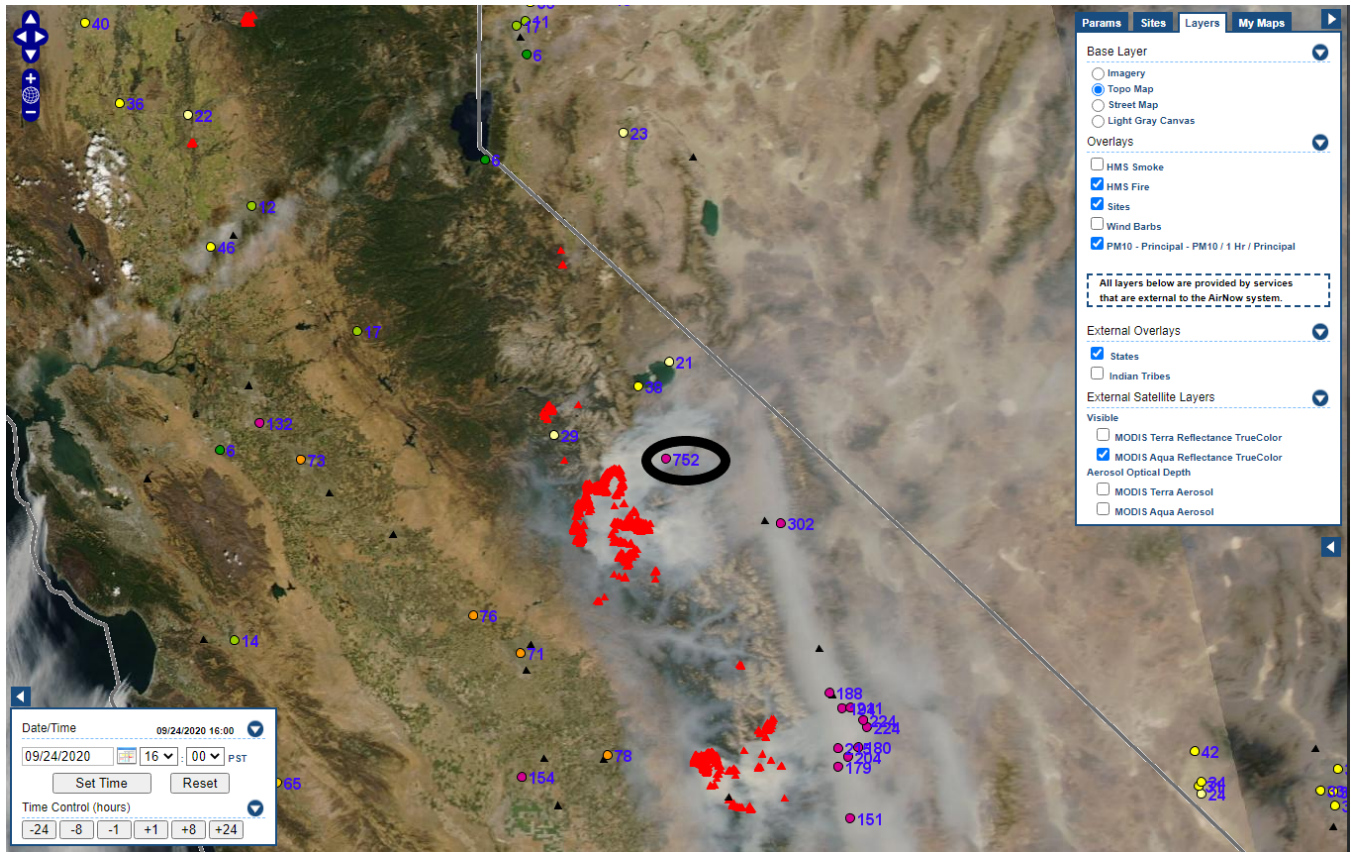 40
41
17
6
36
22
23
6
12
46
17
21
38
29
132
6
73
752
302
76
71
14
188
224
224
180
204
179
78
154
65
151
42
24
Params Sites Layers My Maps
Base Layer
Imagery
Topo Map
Street Map
Light Gray Canvas
Overlays
HMS Smoke
HMS Fire
Sites
Wind Barbs
PM10 - Principal - PM10 / 1 Hr / Principal
All layers below are provided by services
that are external to the AirNow system.
External Overlays
States
Indian Tribes
External Satellite Layers
Visible
MODIS Terra Reflectance TrueColor
MODIS Aqua Reflectance TrueColor
Aerosol Optical Depth
MODIS Terra Aerosol
MODIS Aqua Aerosol
Date/Time 09/24/2020 16:00
09/24/2020 16 : 00 PST
Set Time Reset
Time Control (hours)
-24 -8 -1 +1 +8 +24